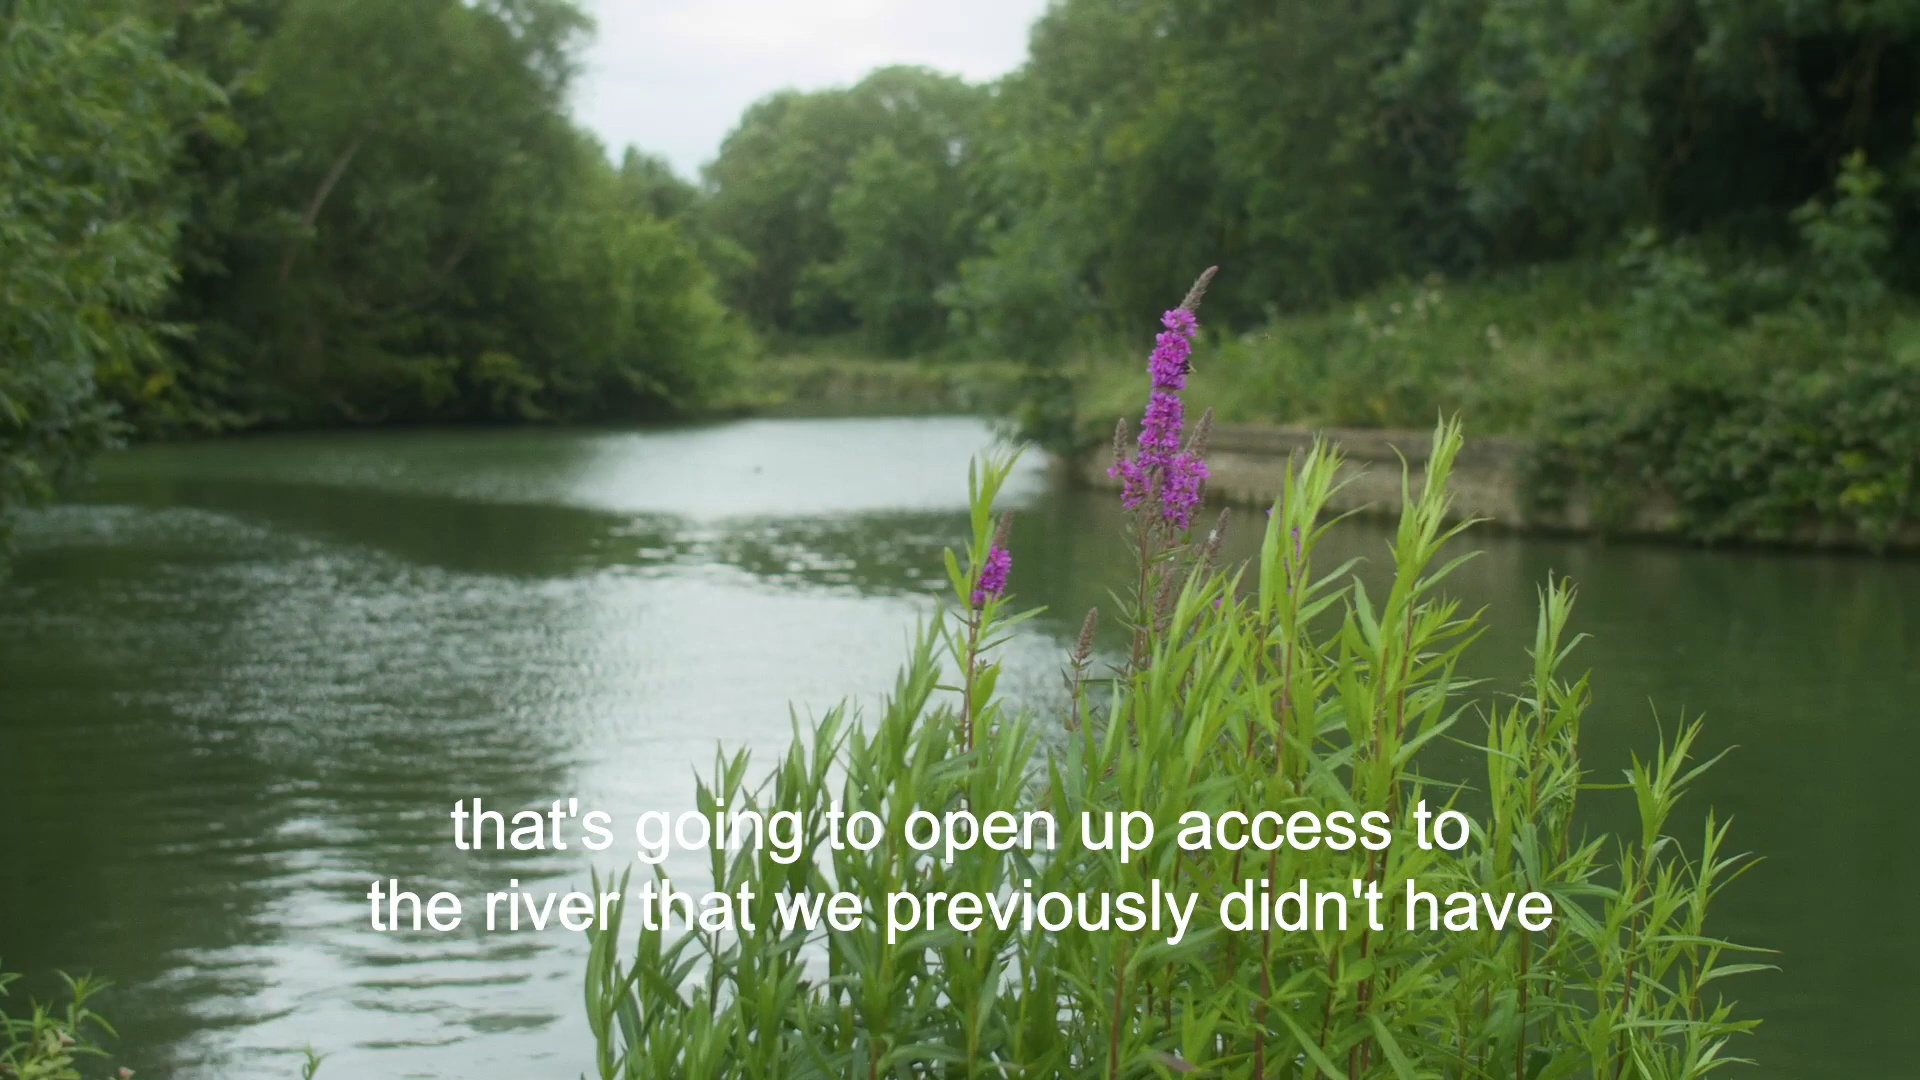 that's going to open up access to
the river that we previously didn't have